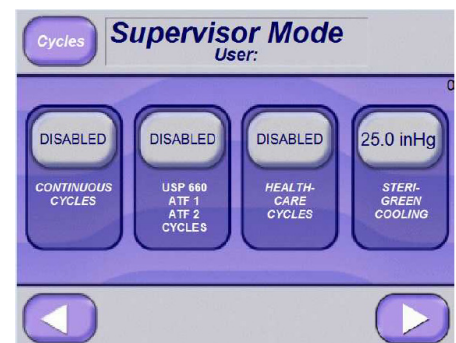 Cycles
Supervisor Mode
User:
0
DISABLED
DISABLED
DISABLED
25.0 inHg
CONTINUOUS
CYCLES
USP 660
ATF 1
ATF 2
CYCLES
HEALTH-
CARE
CYCLES
STERI-
GREEN
COOLING